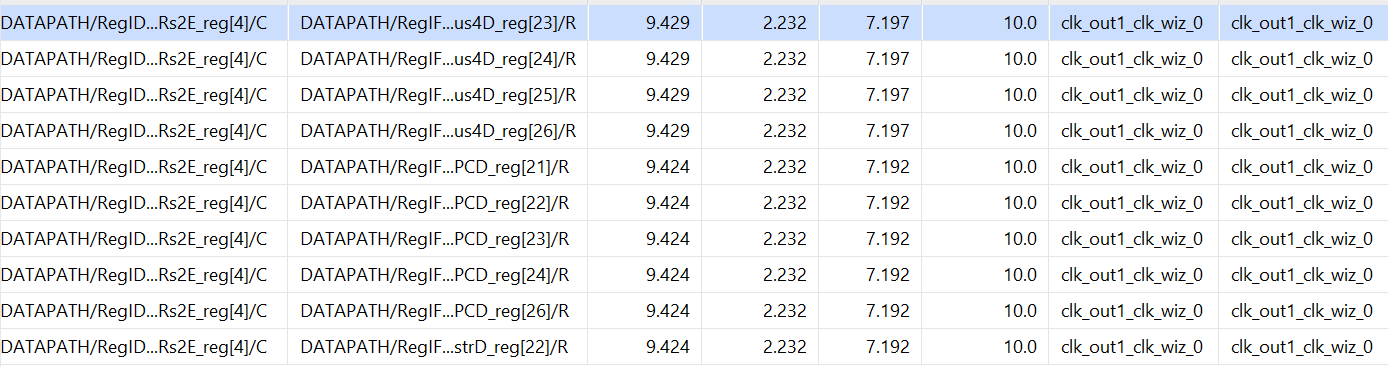 DATAPATH/RegID...Rs2E_reg[4]/C DATAPATH/RegIF...us4D_reg[23]/R 9.429 2.232 7.197 10.0 clk_out1_clk_wiz_0 clk_out1_clk_wiz_0
DATAPATH/RegID...Rs2E_reg[4]/C DATAPATH/RegIF...us4D_reg[24]/R 9.429 2.232 7.197 10.0 clk_out1_clk_wiz_0 clk_out1_clk_wiz_0
DATAPATH/RegID...Rs2E_reg[4]/C DATAPATH/RegIF...us4D_reg[25]/R 9.429 2.232 7.197 10.0 clk_out1_clk_wiz_0 clk_out1_clk_wiz_0
DATAPATH/RegID...Rs2E_reg[4]/C DATAPATH/RegIF...us4D_reg[26]/R 9.429 2.232 7.197 10.0 clk_out1_clk_wiz_0 clk_out1_clk_wiz_0
DATAPATH/RegID...Rs2E_reg[4]/C DATAPATH/RegIF...PCD_reg[21]/R 9.424 2.232 7.192 10.0 clk_out1_clk_wiz_0 clk_out1_clk_wiz_0
DATAPATH/RegID...Rs2E_reg[4]/C DATAPATH/RegIF...PCD_reg[22]/R 9.424 2.232 7.192 10.0 clk_out1_clk_wiz_0 clk_out1_clk_wiz_0
DATAPATH/RegID...Rs2E_reg[4]/C DATAPATH/RegIF...PCD_reg[23]/R 9.424 2.232 7.192 10.0 clk_out1_clk_wiz_0 clk_out1_clk_wiz_0
DATAPATH/RegID...Rs2E_reg[4]/C DATAPATH/RegIF...PCD_reg[24]/R 9.424 2.232 7.192 10.0 clk_out1_clk_wiz_0 clk_out1_clk_wiz_0
DATAPATH/RegID...Rs2E_reg[4]/C DATAPATH/RegIF...PCD_reg[26]/R 9.424 2.232 7.192 10.0 clk_out1_clk_wiz_0 clk_out1_clk_wiz_0
DATAPATH/RegID...Rs2E_reg[4]/C DATAPATH/RegIF...strD_reg[22]/R 9.424 2.232 7.192 10.0 clk_out1_clk_wiz_0 clk_out1_clk_wiz_0